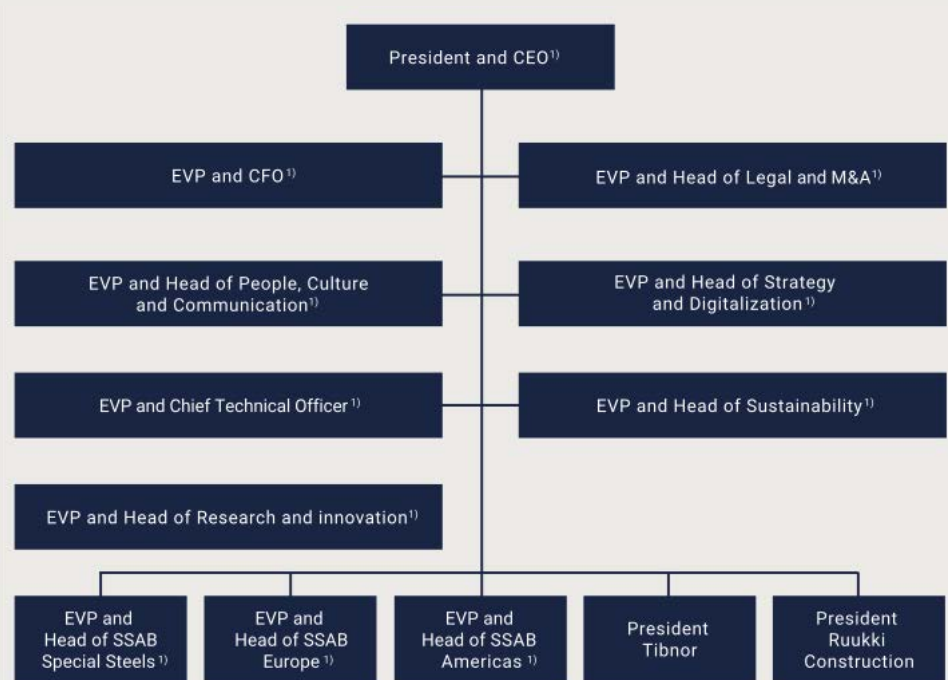 President and CEO¹⁾
EVP and CFO¹⁾
EVP and Head of Legal and M&A¹⁾
EVP and Head of People, Culture
and Communication¹⁾
EVP and Head of Strategy
and Digitalization¹⁾
EVP and Chief Technical Officer¹⁾
EVP and Head of Sustainability¹⁾
EVP and Head of Research and innovation¹⁾
EVP and
Head of SSAB
Special Steels¹⁾
EVP and
Head of SSAB
Europe¹⁾
EVP and
Head of SSAB
Americas¹⁾
President
Tibnor
President
Ruukki
Construction